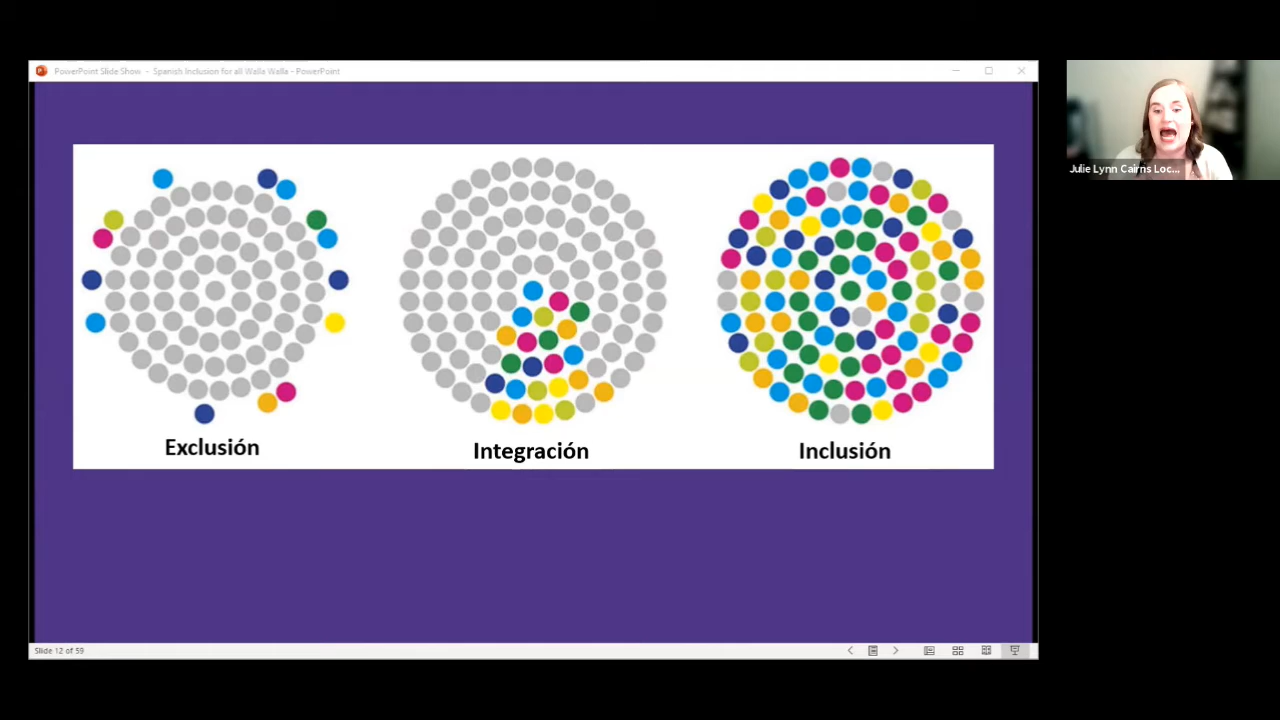 PowerPoint Slide Show - Spanish Inclusion for all Walla Walla - PowerPoint
Julie Lynn Cairns Loc...
Exclusión
Integración
Inclusión
Slide 12 of 59